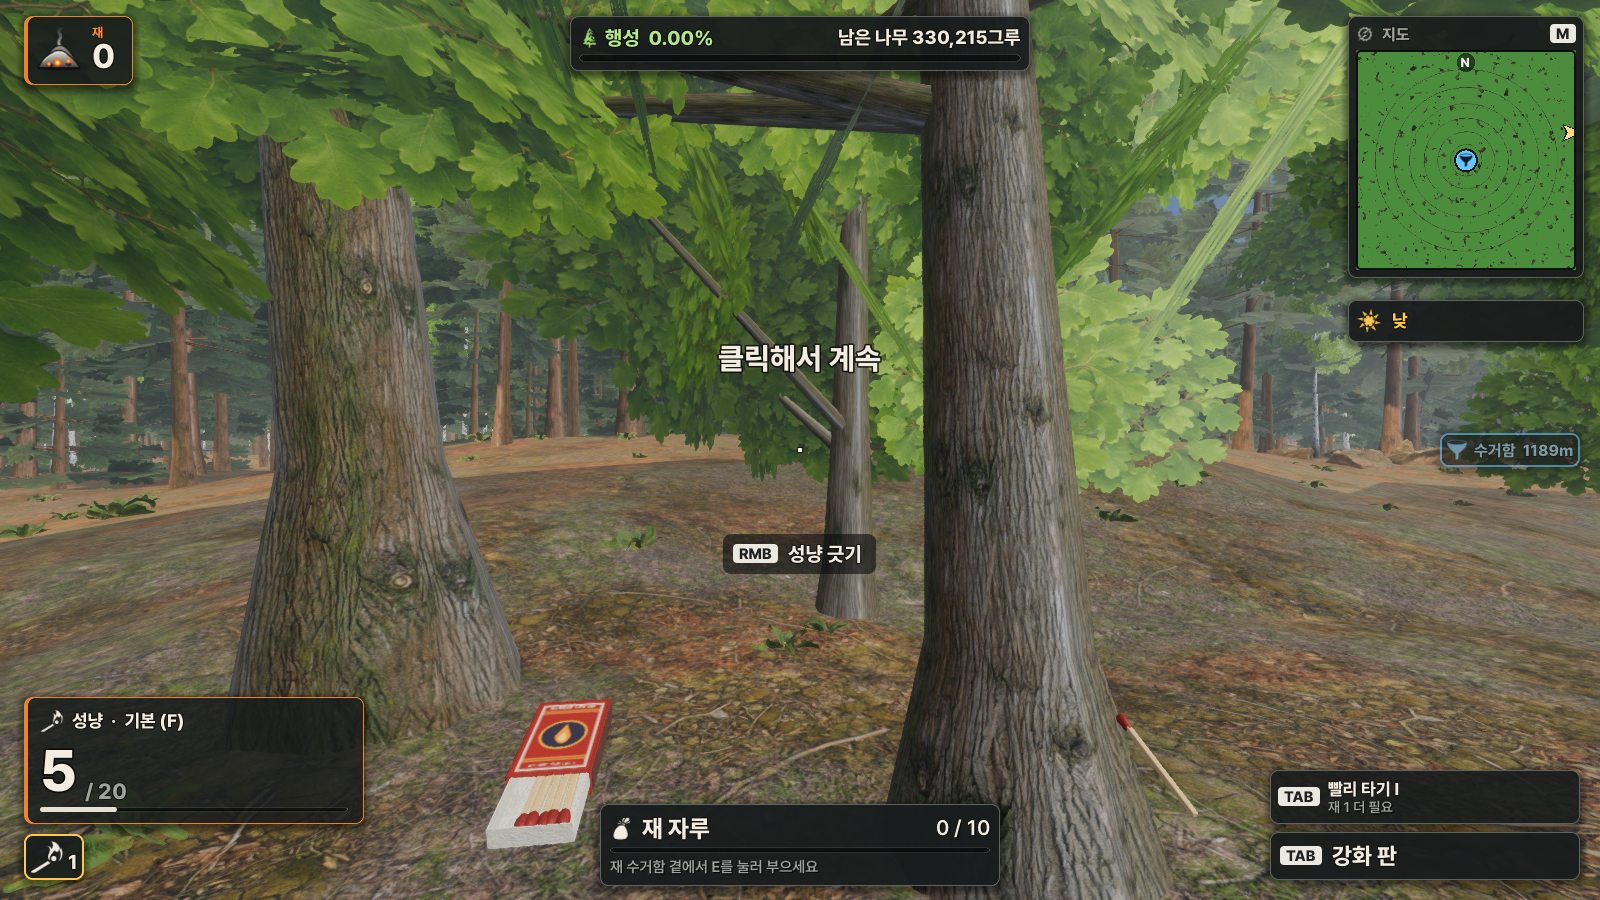 재
0
행성 0.00%
남은 나무 330,215그루
지도
M
N
낮
클릭해서 계속
수거함 1189m
RMB 성냥 긋기
성냥 · 기본 (F)
5 / 20
1
재 자루
0 / 10
재 수거함 곁에서 E를 눌러 부으세요
TAB 빨리 타기 I
재 1 더 필요
TAB 강화 판